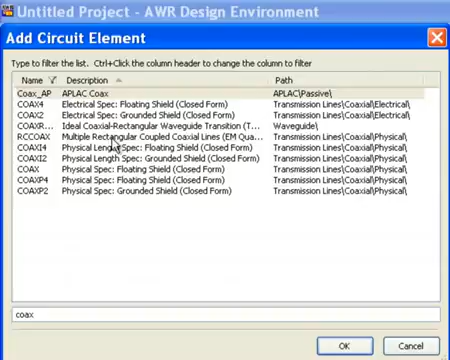 Untitled Project - AWR Design Environment
Add Circuit Element
Type to filter the list. Ctrl+Click the column header to change the column to filter
Name Description Path
Coax_AP APLAC Coax APLAC\Passive\
COAX4 Electrical Spec: Floating Shield (Closed Form) Transmission Lines\Coaxial\Electrical\
COAX2 Electrical Spec: Grounded Shield (Closed Form) Transmission Lines\Coaxial\Electrical\
COAXR... Ideal Coaxial-Rectangular Waveguide Transition (T... Waveguide\
RCCOAX Multiple Rectangular Coupled Coaxial Lines (EM Qua... Transmission Lines\Coaxial\Physical\
COAXI4 Physical Length Spec: Floating Shield (Closed Form) Transmission Lines\Coaxial\Physical\
COAXI2 Physical Length Spec: Grounded Shield (Closed Form) Transmission Lines\Coaxial\Physical\
COAX Physical Spec: Floating Shield (Closed Form) Transmission Lines\Coaxial\Physical\
COAXP4 Physical Spec: Floating Shield (Closed Form) Transmission Lines\Coaxial\Physical\
COAXP2 Physical Spec: Grounded Shield (Closed Form) Transmission Lines\Coaxial\Physical\
coax
OK Cancel